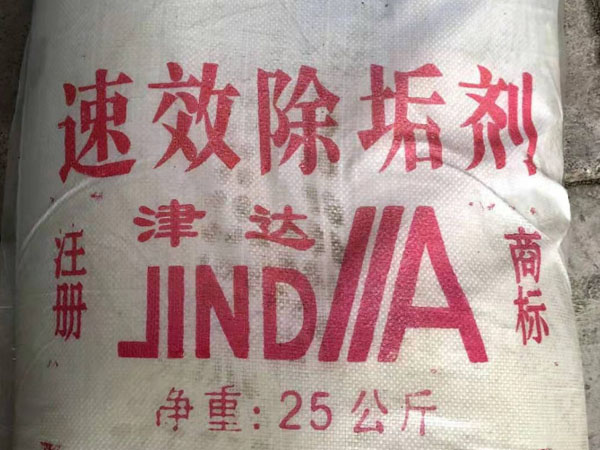 速效除垢剂
津达
注册
JINDA
商标
净重:25公斤